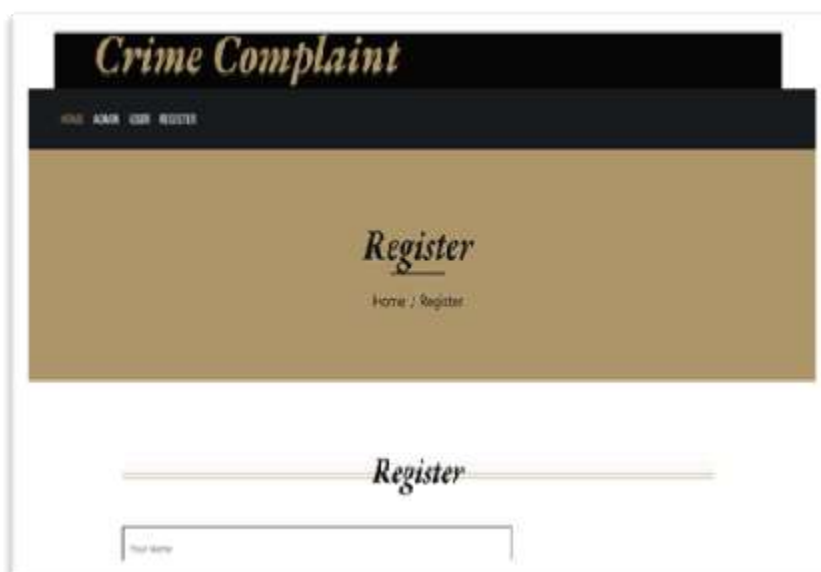 Crime Complaint
HOME ADMIN USER REGISTER
Register
Home / Register
Register
Your Name